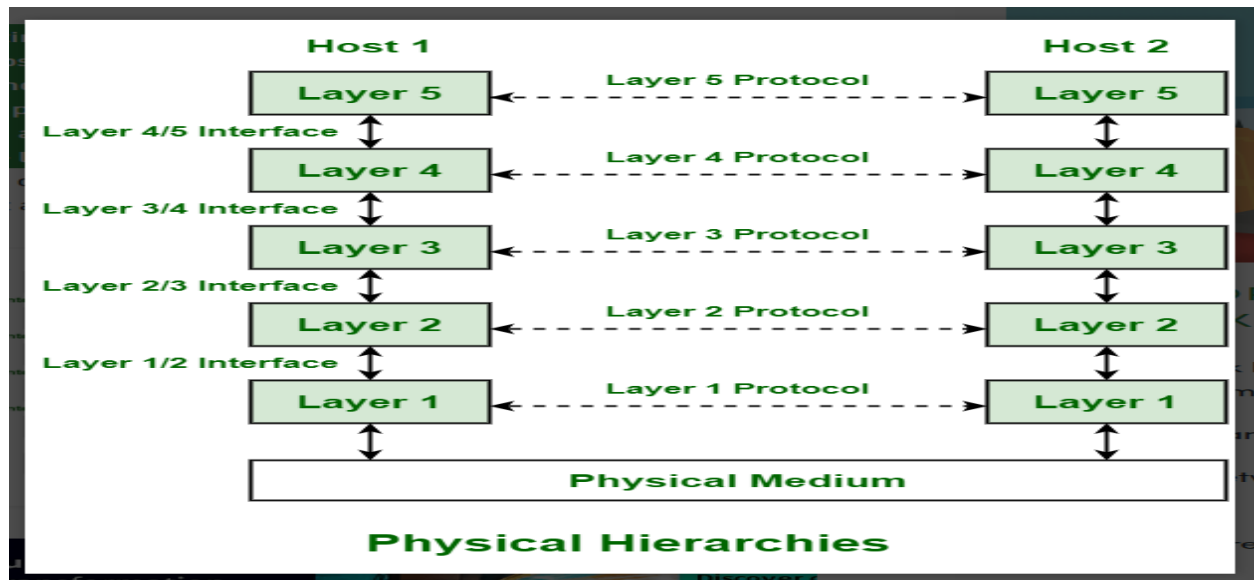 Host 1 Host 2
Layer 5 Layer 5 Protocol Layer 5
Layer 4/5 Interface
Layer 4 Layer 4 Protocol Layer 4
Layer 3/4 Interface
Layer 3 Layer 3 Protocol Layer 3
Layer 2/3 Interface
Layer 2 Layer 2 Protocol Layer 2
Layer 1/2 Interface
Layer 1 Layer 1 Protocol Layer 1
Physical Medium
Physical Hierarchies